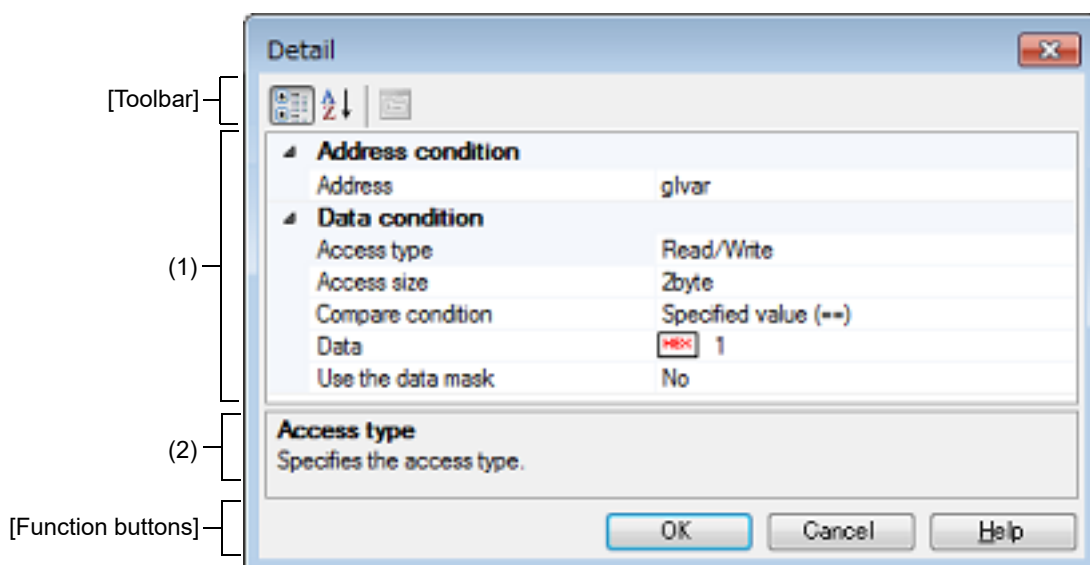 Detail
[Toolbar]
Address condition
Address glvar
Data condition
Access type Read/Write
(1)
Access size 2byte
Compare condition Specified value (==)
Data HEX 1
Use the data mask No
Access type
(2)
Specifies the access type.
[Function buttons]
OK Cancel Help